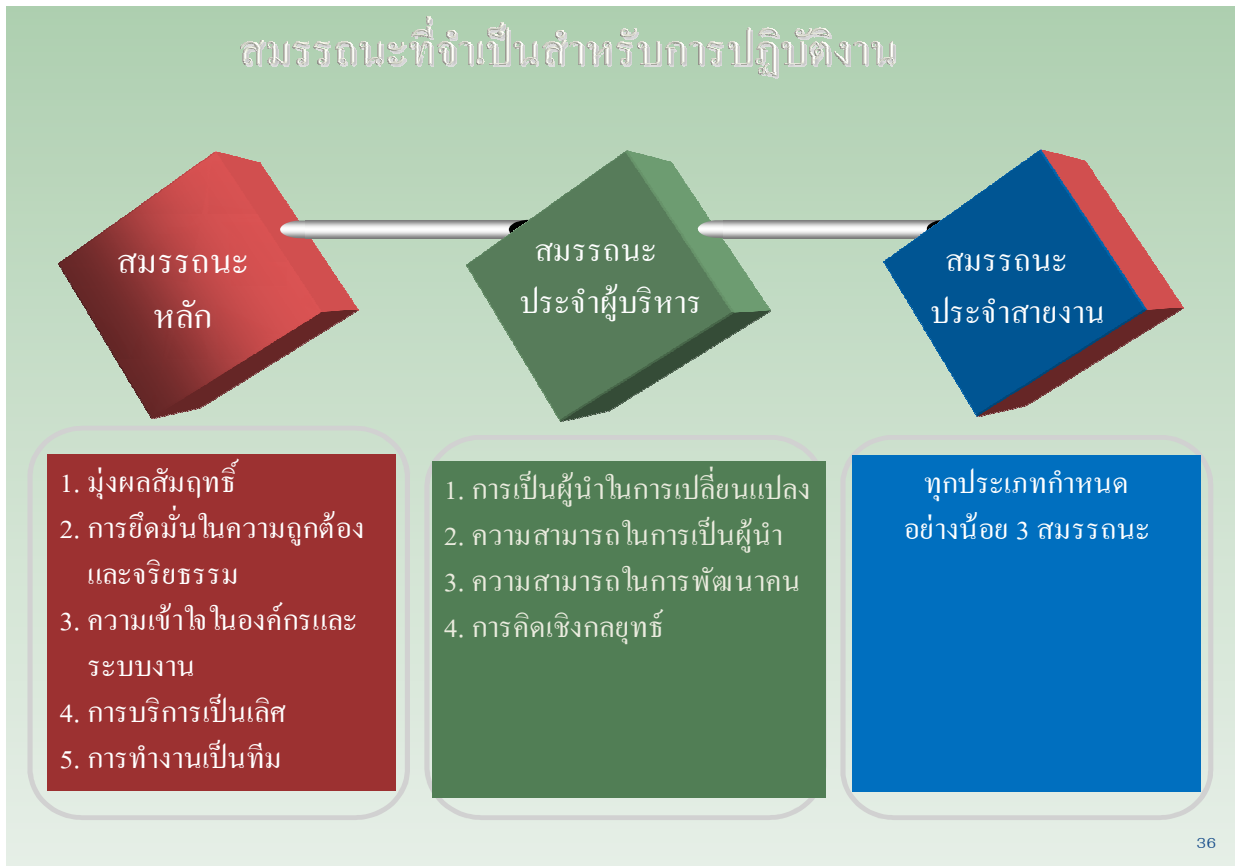 สมรรถนะที่จำเป็นสำหรับการปฏิบัติงาน
สมรรถนะ
หลัก
สมรรถนะ
ประจำผู้บริหาร
สมรรถนะ
ประจำสายงาน
1. มุ่งผลสัมฤทธิ์
2. การยึดมั่นในความถูกต้อง
และจริยธรรม
3. ความเข้าใจในองค์กรและ
ระบบงาน
4. การบริการเป็นเลิศ
5. การทำงานเป็นทีม
1. การเป็นผู้นำในการเปลี่ยนแปลง
2. ความสามารถในการเป็นผู้นำ
3. ความสามารถในการพัฒนาคน
4. การคิดเชิงกลยุทธ์
ทุกประเภทกำหนด
อย่างน้อย 3 สมรรถนะ
36